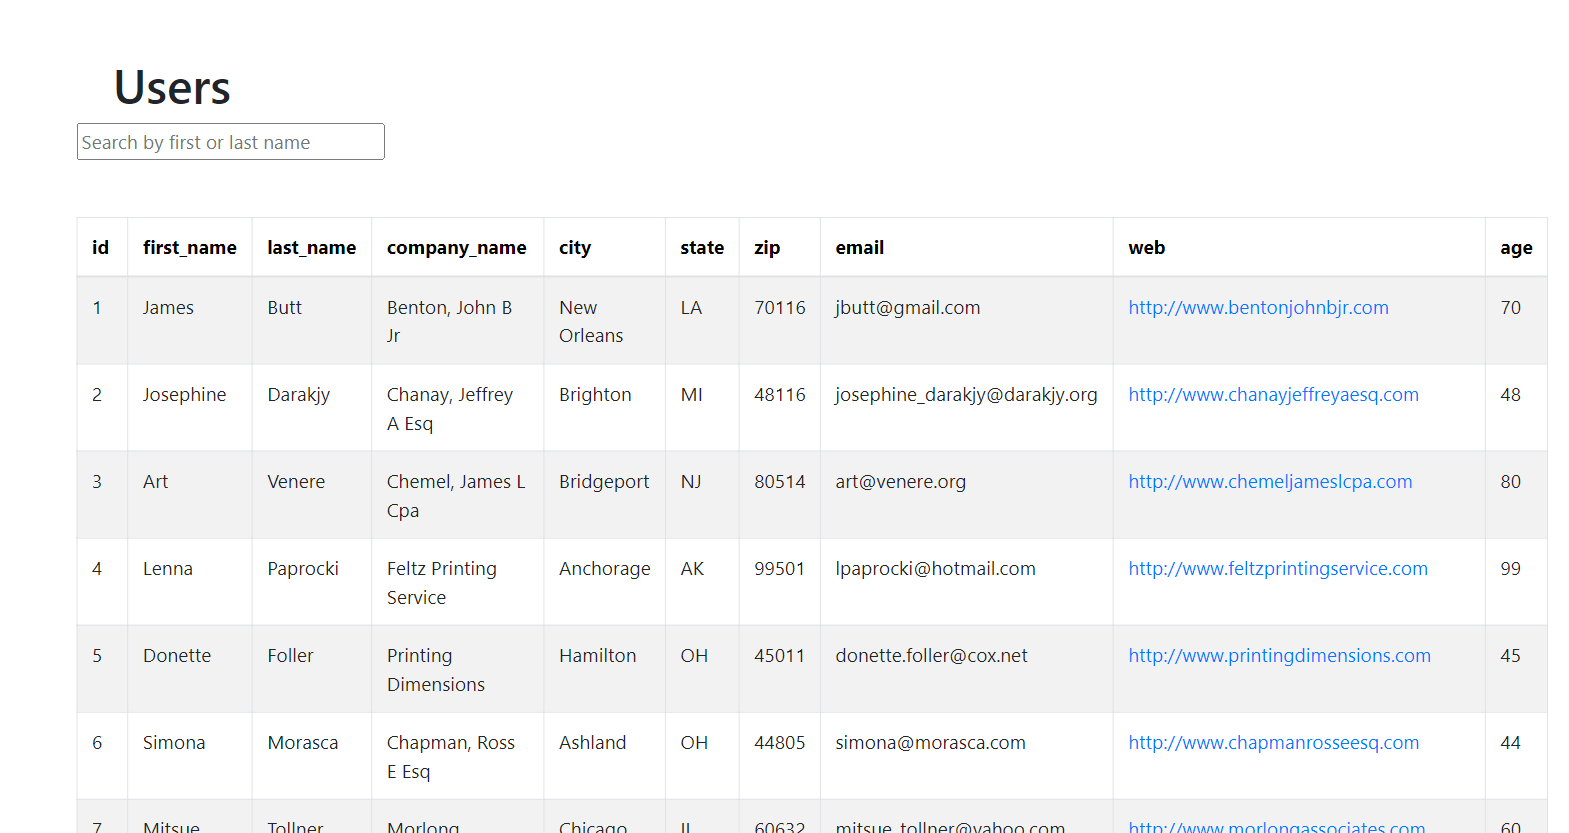 Users
Search by first or last name
id first_name last_name company_name city state zip email web age
1 James Butt Benton, John B New LA 70116 jbutt@gmail.com http://www.bentonjohnbjr.com 70
Jr Orleans
2 Josephine Darakjy Chanay, Jeffrey Brighton MI 48116 josephine_darakjy@darakjy.org http://www.chanayjeffreyaesq.com 48
A Esq
3 Art Venere Chemel, James L Bridgeport NJ 80514 art@venere.org http://www.chemeljameslcpa.com 80
Cpa
4 Lenna Paprocki Feltz Printing Anchorage AK 99501 lpaprocki@hotmail.com http://www.feltzprintingservice.com 99
Service
5 Donette Foller Printing Hamilton OH 45011 donette.foller@cox.net http://www.printingdimensions.com 45
Dimensions
6 Simona Morasca Chapman, Ross Ashland OH 44805 simona@morasca.com http://www.chapmanrosseesq.com 44
E Esq
7 Mitsue Tollner Morlong Chicago IL 60632 mitsue_tollner@yahoo.com http://www.morlongassociates.com 60